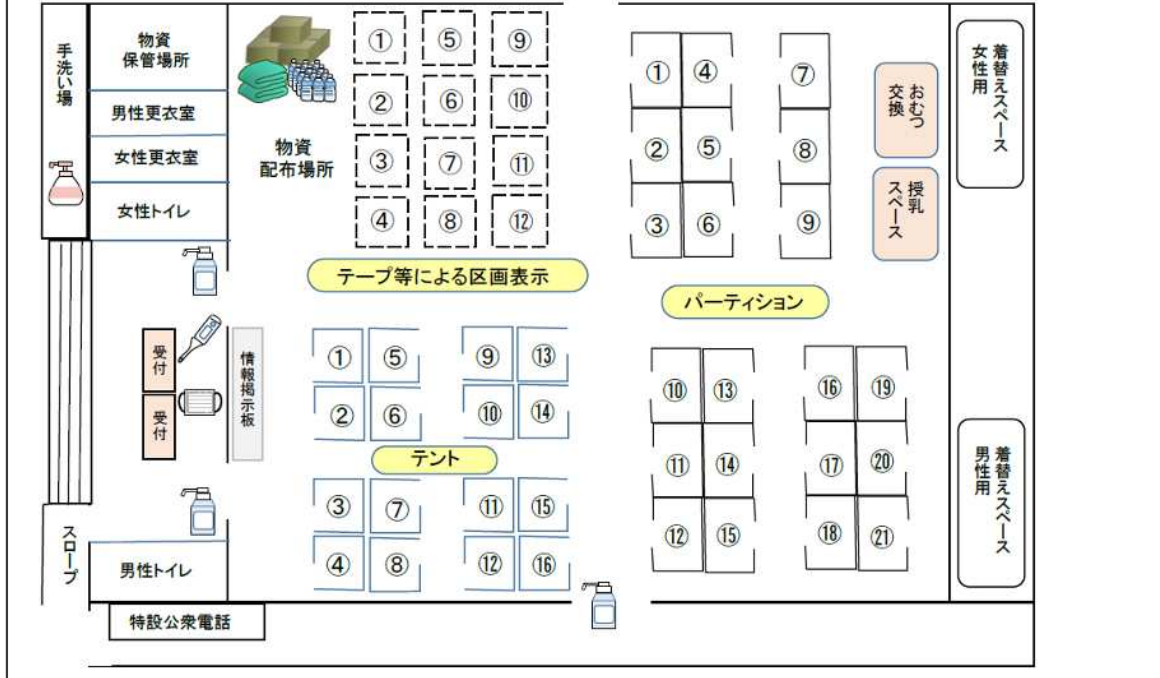 手洗い場
物資
保管場所
男性更衣室
女性更衣室
女性トイレ
物資
配布場所
① ⑤ ⑨
② ⑥ ⑩
③ ⑦ ⑪
④ ⑧ ⑫
テープ等による区画表示
① ④ ⑦
② ⑤ ⑧
③ ⑥ ⑨
おむつ
交換
授乳
スペース
着替えスペース
女性用
パーティション
受付
受付
情報掲示板
① ⑤ ⑨ ⑬
② ⑥ ⑩ ⑭
テント
③ ⑦ ⑪ ⑮
④ ⑧ ⑫ ⑯
⑩ ⑬ ⑯ ⑲
⑪ ⑭ ⑰ ⑳
⑫ ⑮ ⑱ ㉑
着替えスペース
男性用
スロープ
男性トイレ
特設公衆電話